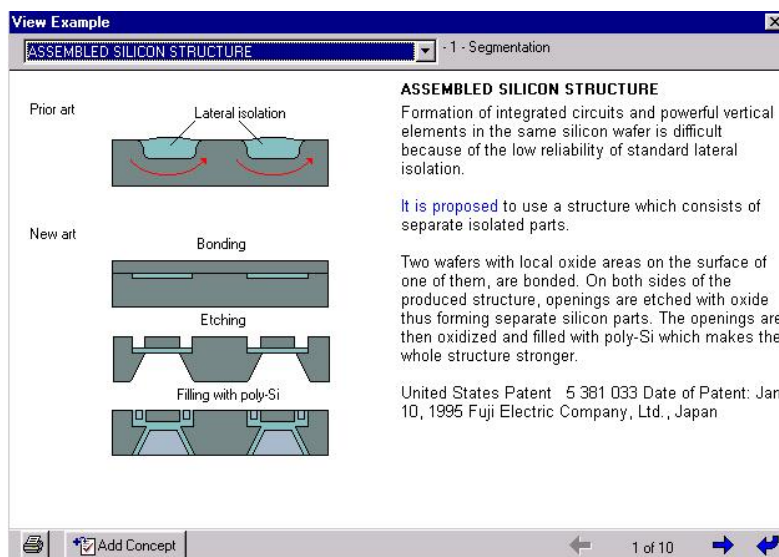 View Example
ASSEMBLED SILICON STRUCTURE
- 1 - Segmentation
Prior art
Lateral isolation
New art
Bonding
Etching
Filling with poly-Si
ASSEMBLED SILICON STRUCTURE
Formation of integrated circuits and powerful vertical
elements in the same silicon wafer is difficult
because of the low reliability of standard lateral
isolation.
It is proposed to use a structure which consists of
separate isolated parts.
Two wafers with local oxide areas on the surface of
one of them, are bonded. On both sides of the
produced structure, openings are etched with oxide
thus forming separate silicon parts. The openings are
then oxidized and filled with poly-Si which makes the
whole structure stronger.
United States Patent 5 381 033 Date of Patent: Jan
10, 1995 Fuji Electric Company, Ltd., Japan
Add Concept
1 of 10